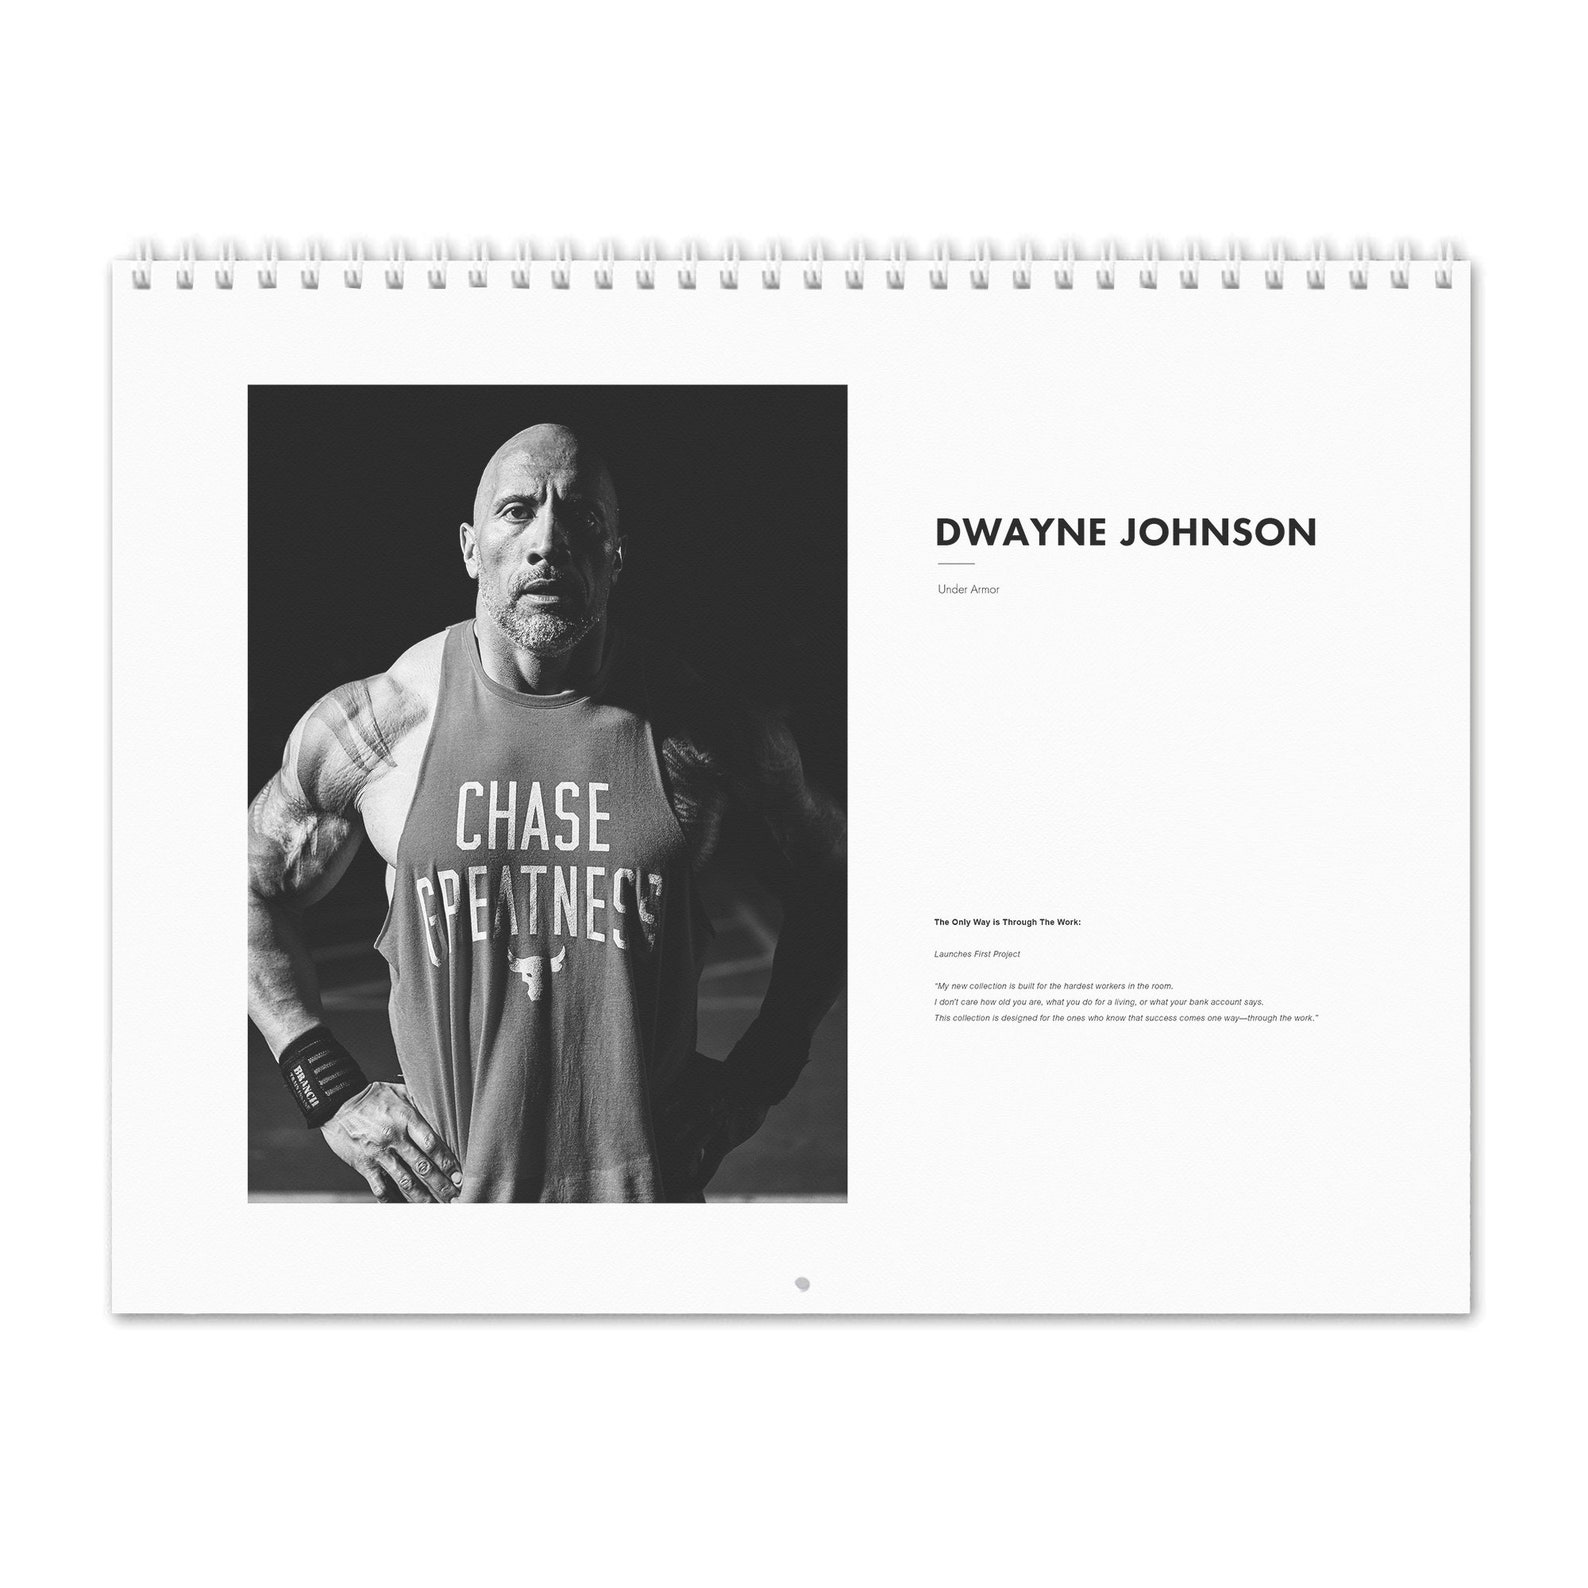 DWAYNE JOHNSON
Under Armor
CHASE
GREATNESS
BRANCH
The Only Way is Through The Work:
Launches First Project
“My new collection is built for the hardest workers in the room.
I don't care how old you are, what you do for a living, or what your bank account says.
This collection is designed for the ones who know that success comes one way—through the work.”